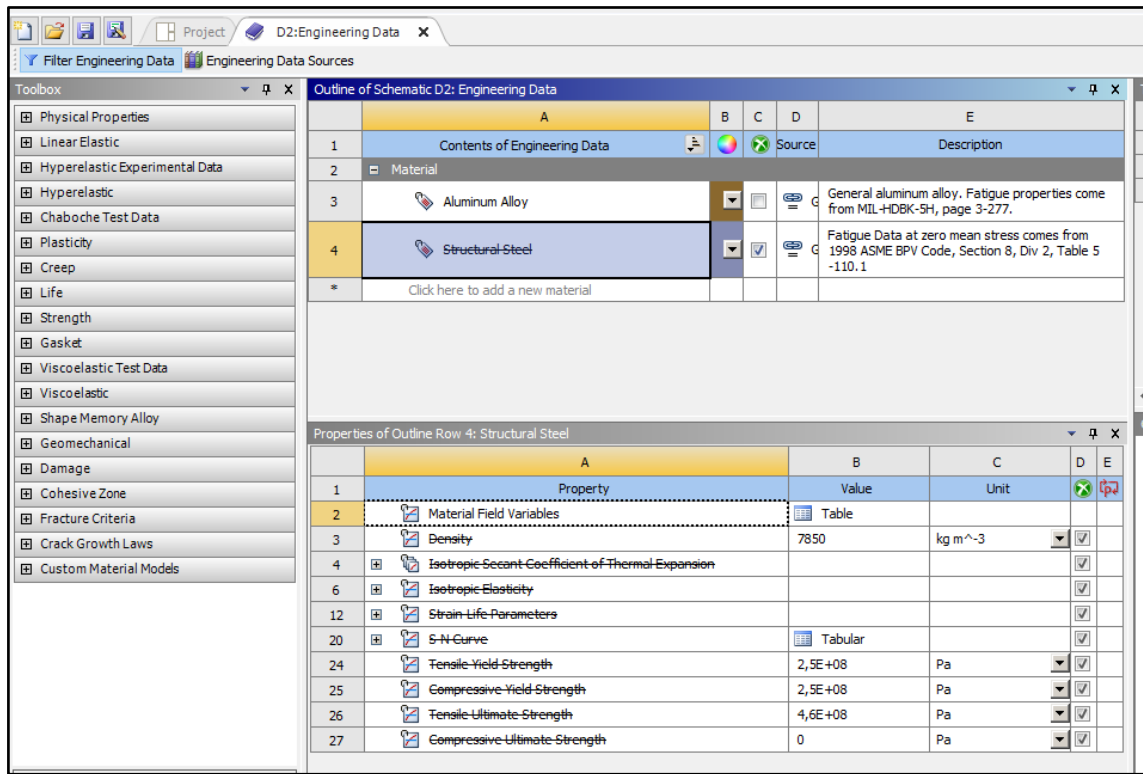 Project
D2:Engineering Data X
Filter Engineering Data Engineering Data Sources
Toolbox
Physical Properties
Linear Elastic
Hyperelastic Experimental Data
Hyperelastic
Chaboche Test Data
Plasticity
Creep
Life
Strength
Gasket
Viscoelastic Test Data
Viscoelastic
Shape Memory Alloy
Geomechanical
Damage
Cohesive Zone
Fracture Criteria
Crack Growth Laws
Custom Material Models
Outline of Schematic D2: Engineering Data
A B C D E
1 Contents of Engineering Data Source Description
2 Material
3 Aluminum Alloy G General aluminum alloy. Fatigue properties come
from MIL-HDBK-5H, page 3-277.
4 Structural Steel G Fatigue Data at zero mean stress comes from
1998 ASME BPV Code, Section 8, Div 2, Table 5
-110.1
* Click here to add a new material
Properties of Outline Row 4: Structural Steel
A B C D E
1 Property Value Unit
2 Material Field Variables Table
3 Density 7850 kg m^-3
4 Isotropic Secant Coefficient of Thermal Expansion
6 Isotropic Elasticity
12 Strain-Life Parameters
20 S-N Curve Tabular
24 Tensile Yield Strength 2,5E+08 Pa
25 Compressive Yield Strength 2,5E+08 Pa
26 Tensile Ultimate Strength 4,6E+08 Pa
27 Compressive Ultimate Strength 0 Pa